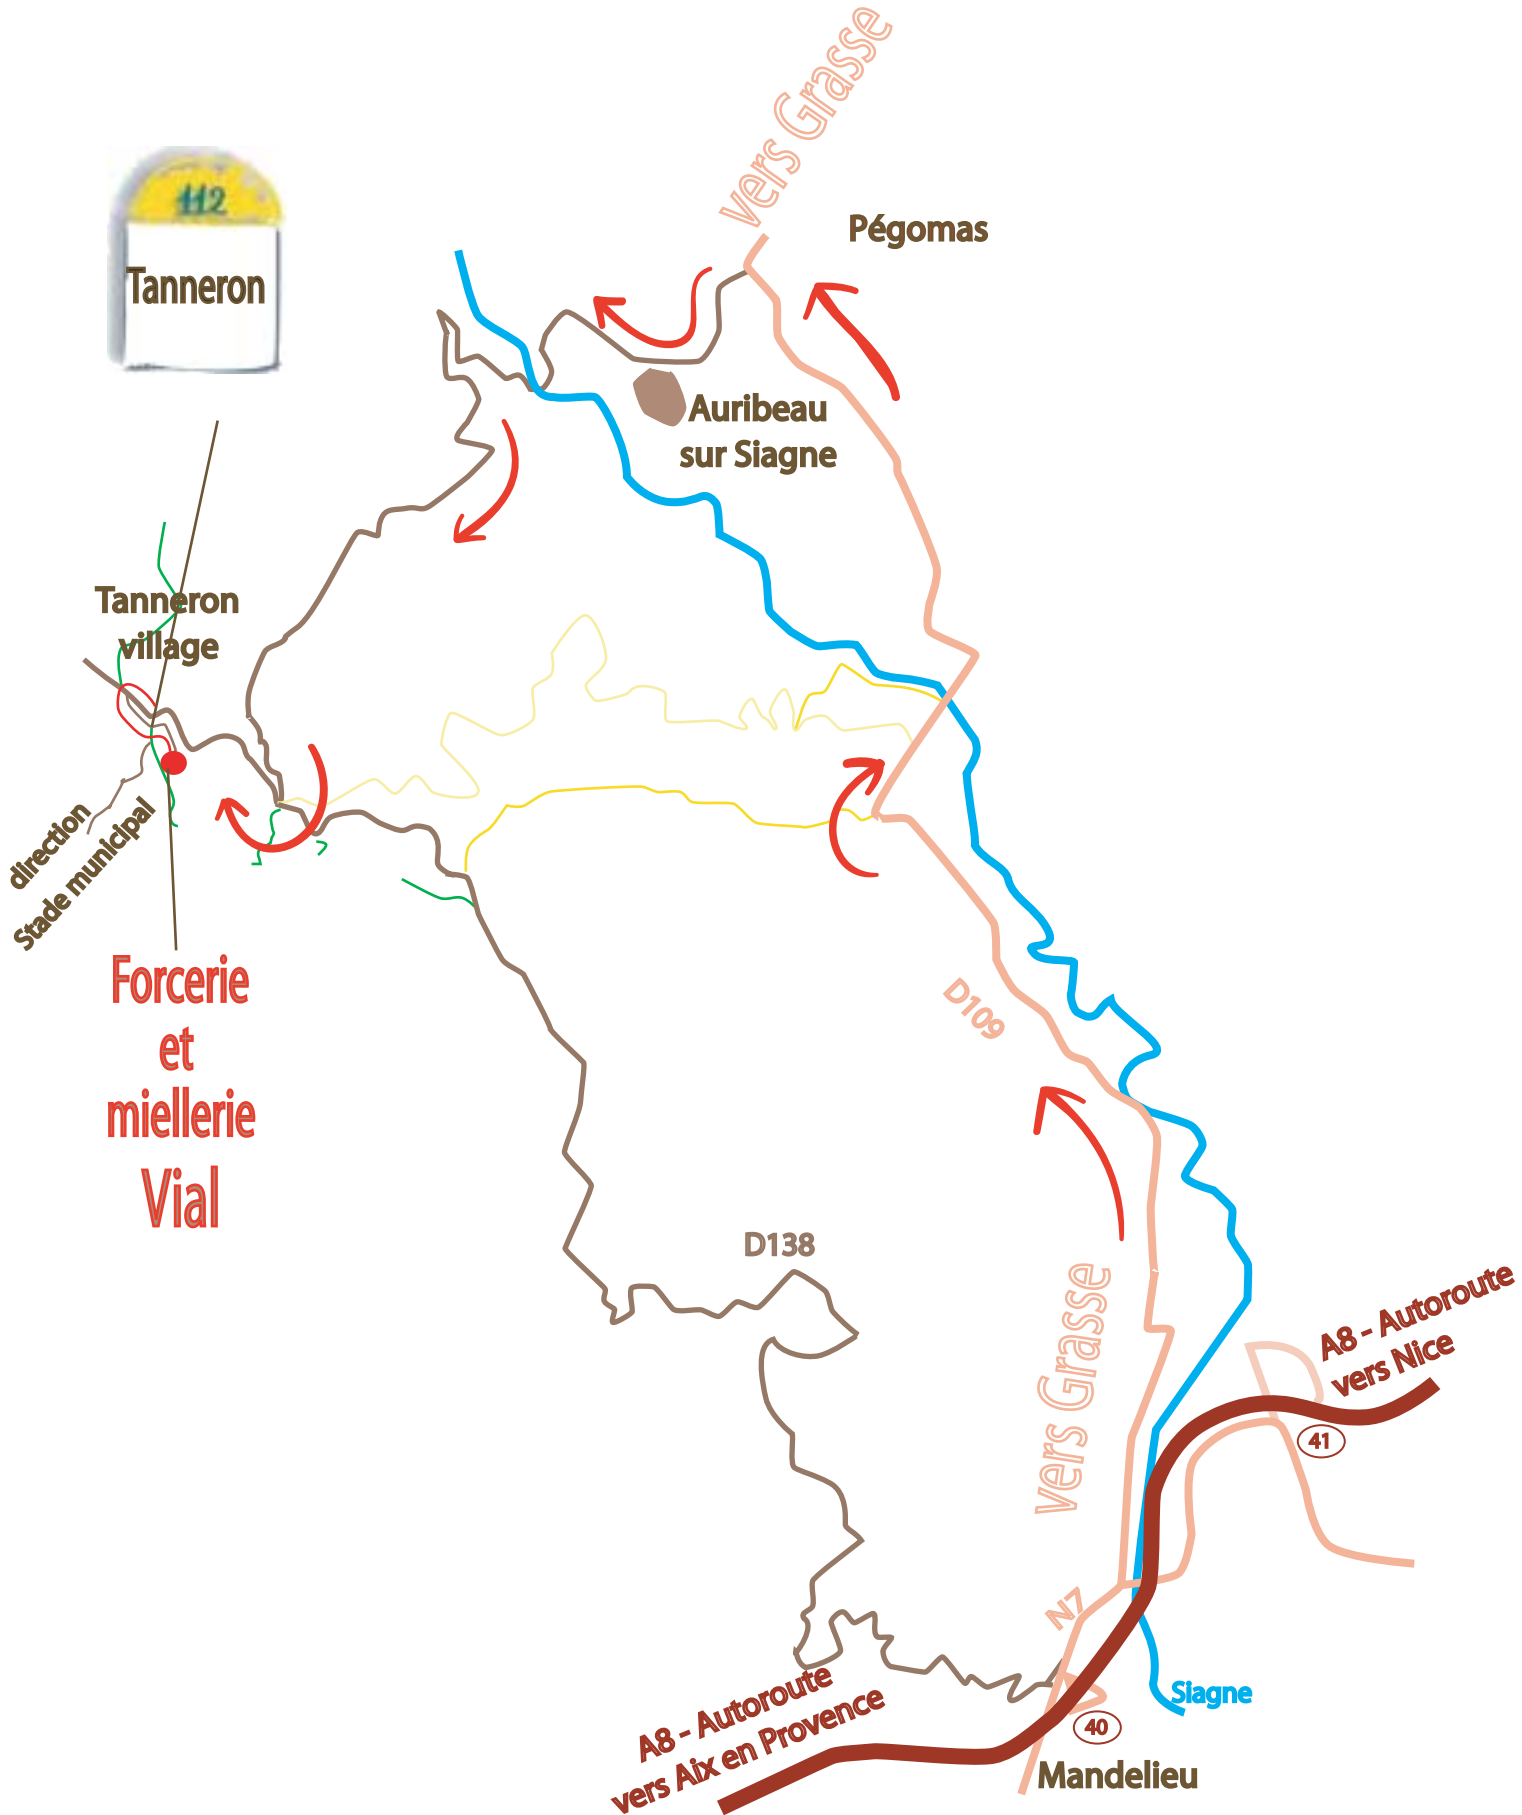 vers Grasse
Pégomas
112
Tanneron
Auribeau
sur Siagne
Tanneron
village
direction
Stade municipal
Forcerie
et
miellerie
Vial
D109
D138
vers Grasse
A8 - Autoroute
vers Nice
41
N7
Siagne
A8 - Autoroute
vers Aix en Provence
40
Mandelieu